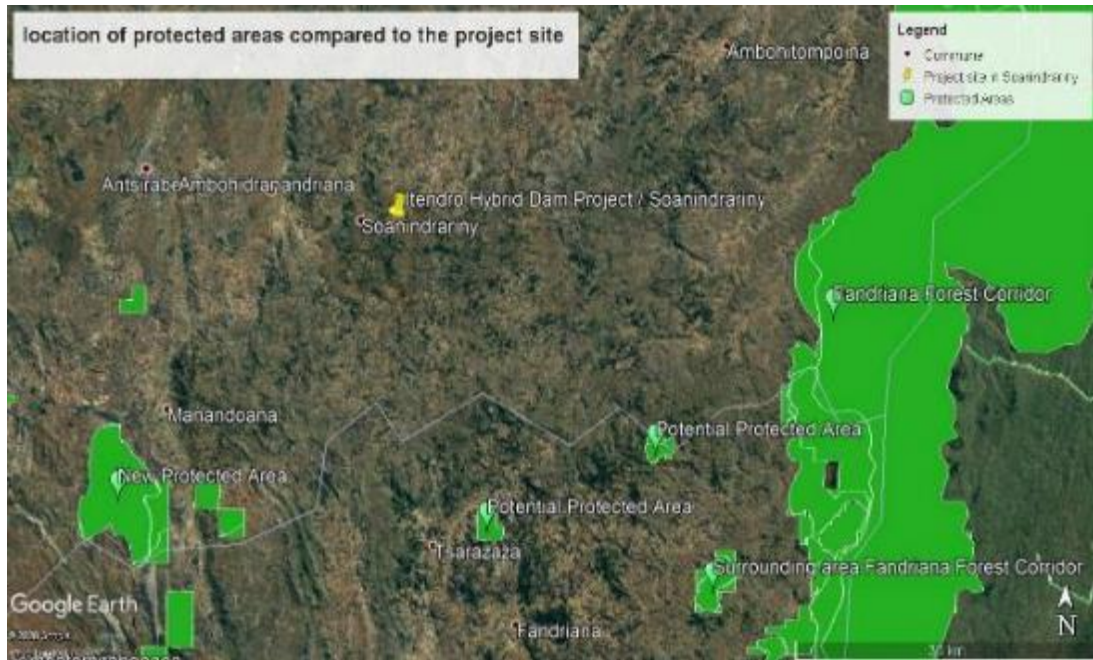 location of protected areas compared to the project site
Legend
Commune
Project site in Soanindrariny
Protected Areas
Ambohitompoina
Antsirabe
Ambohidranandriana
Itendro Hybrid Dam Project / Soanindrariny
Soanindrariny
Fandriana Forest Corridor
Manandoana
Potential Protected Area
New Protected Area
Potential Protected Area
Tsarazaza
Surrounding area Fandriana Forest Corridor
Google Earth
Fandriana
N
km